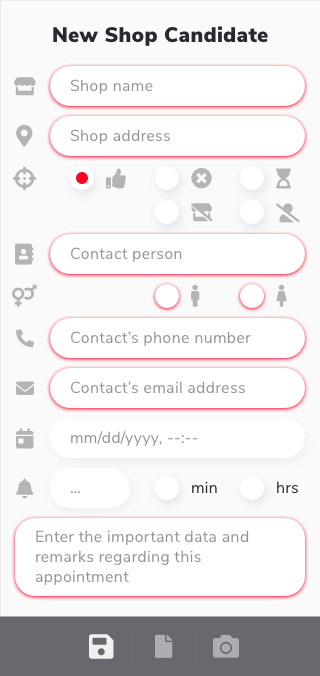 New Shop Candidate
Shop name
Shop address
Contact person
Contact's phone number
Contact's email address
mm/dd/yyyy, --:--
... min hrs
Enter the important data and
remarks regarding this
appointment